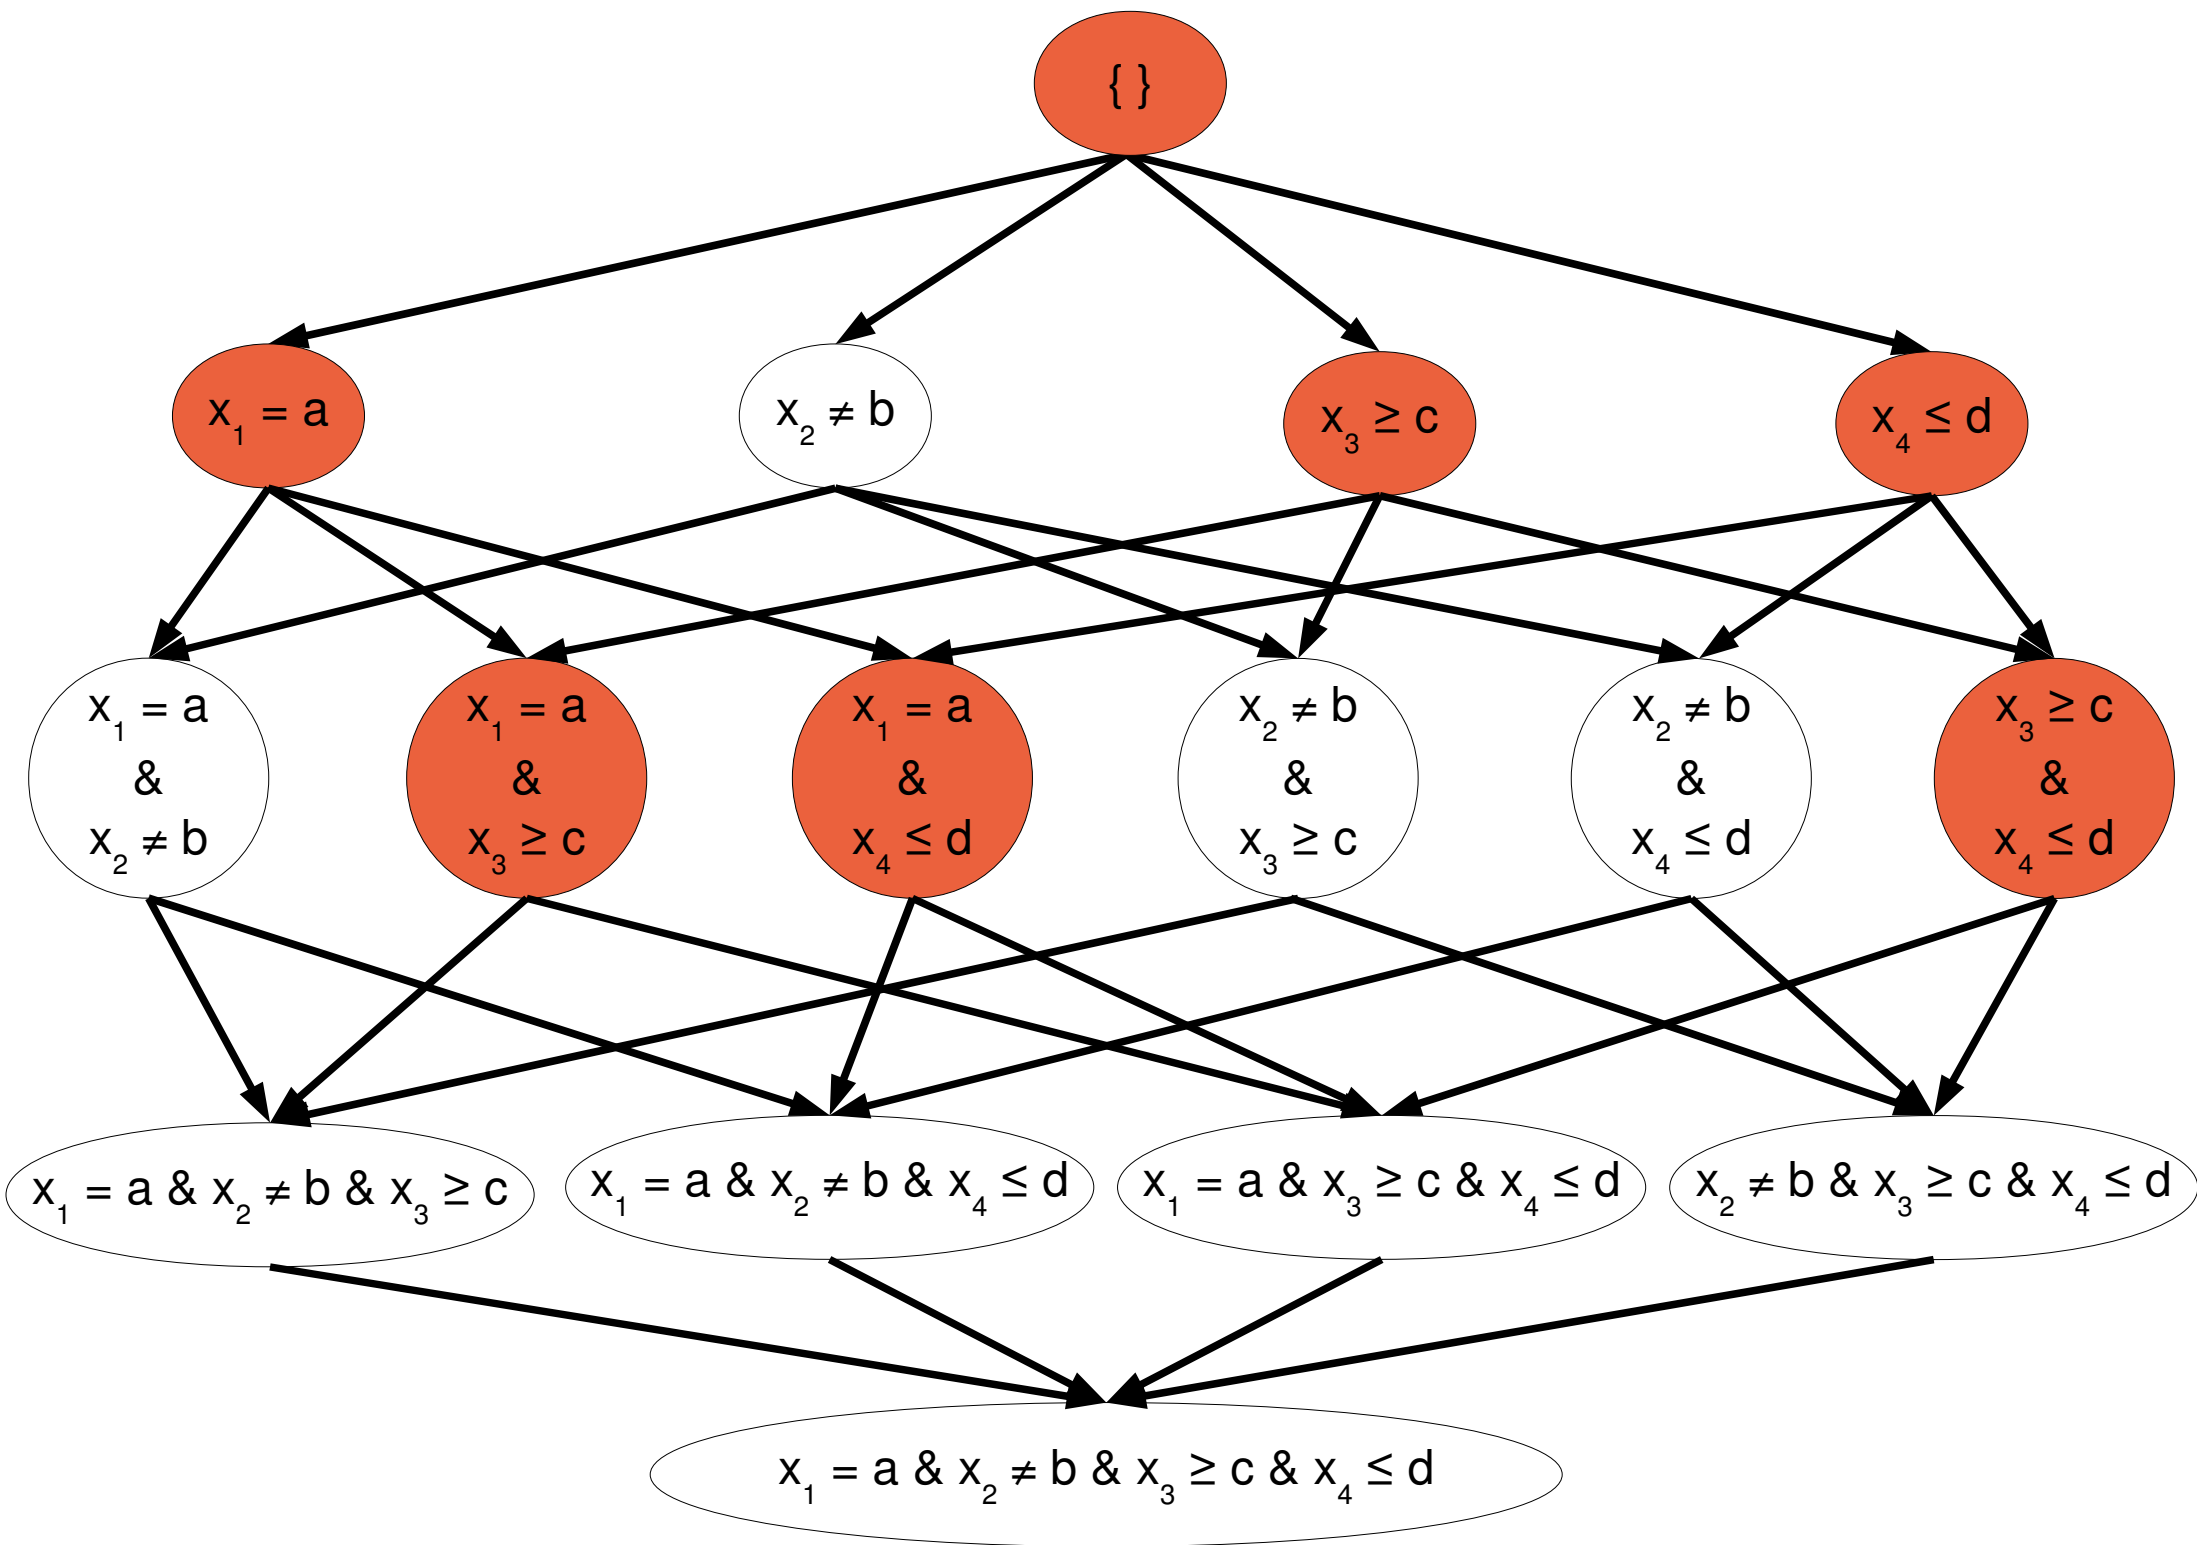 { }
x₁ = a
x₂ ≠ b
x₃ ≥ c
x₄ ≤ d
x₁ = a
&
x₂ ≠ b
x₁ = a
&
x₃ ≥ c
x₁ = a
&
x₄ ≤ d
x₂ ≠ b
&
x₃ ≥ c
x₂ ≠ b
&
x₄ ≤ d
x₃ ≥ c
&
x₄ ≤ d
x₁ = a & x₂ ≠ b & x₃ ≥ c
x₁ = a & x₂ ≠ b & x₄ ≤ d
x₁ = a & x₃ ≥ c & x₄ ≤ d
x₂ ≠ b & x₃ ≥ c & x₄ ≤ d
x₁ = a & x₂ ≠ b & x₃ ≥ c & x₄ ≤ d